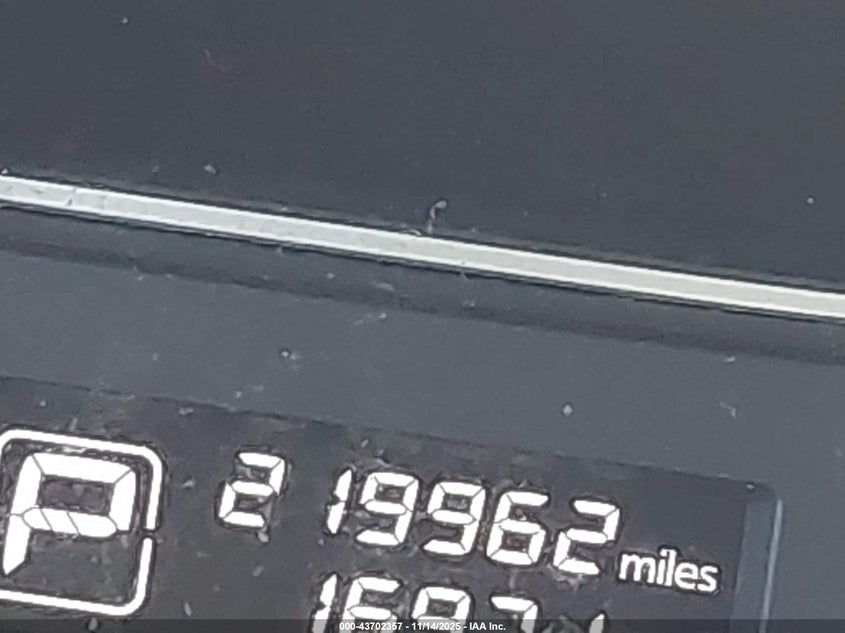 P 2 19962 miles
000-43702357 - 11/14/2025 - IAA Inc.